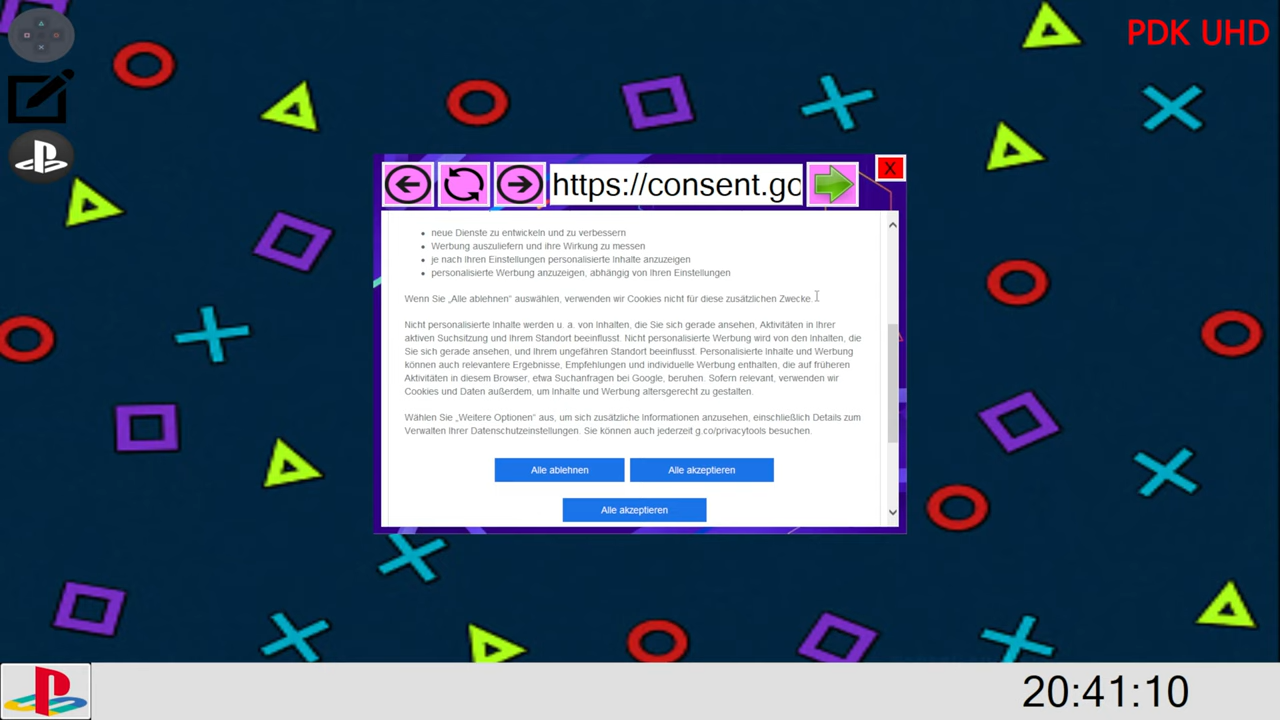 PDK UHD
X
https://consent.go
neue Dienste zu entwickeln und zu verbessern
Werbung auszuliefern und ihre Wirkung zu messen
je nach Ihren Einstellungen personalisierte Inhalte anzuzeigen
personalisierte Werbung anzuzeigen, abhängig von Ihren Einstellungen
Wenn Sie „Alle ablehnen“ auswählen, verwenden wir Cookies nicht für diese zusätzlichen Zwecke.
Nicht personalisierte Inhalte werden u. a. von Inhalten, die Sie sich gerade ansehen, Aktivitäten in Ihrer
aktiven Suchsitzung und Ihrem Standort beeinflusst. Nicht personalisierte Werbung wird von den Inhalten, die
Sie sich gerade ansehen, und Ihrem ungefähren Standort beeinflusst. Personalisierte Inhalte und Werbung
können auch relevantere Ergebnisse, Empfehlungen und individuelle Werbung enthalten, die auf früheren
Aktivitäten in diesem Browser, etwa Suchanfragen bei Google, beruhen. Sofern relevant, verwenden wir
Cookies und Daten außerdem, um Inhalte und Werbung altersgerecht zu gestalten.
Wählen Sie „Weitere Optionen“ aus, um sich zusätzliche Informationen anzusehen, einschließlich Details zum
Verwalten Ihrer Datenschutzeinstellungen. Sie können auch jederzeit g.co/privacytools besuchen.
Alle ablehnen
Alle akzeptieren
Alle akzeptieren
20:41:10